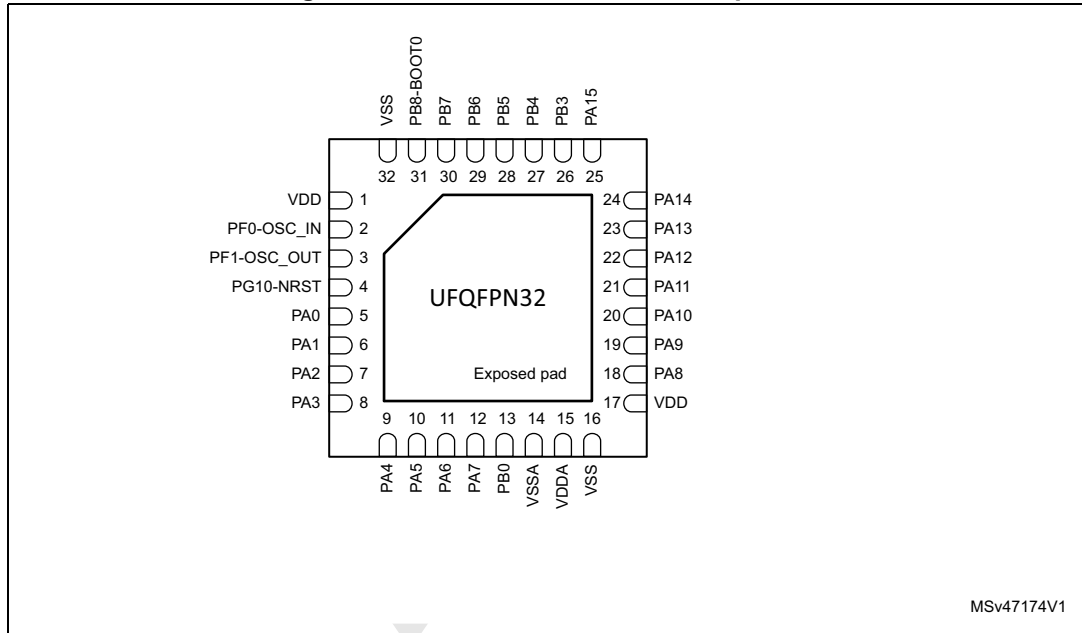 VSS
PB8-BOOT0
PB7
PB6
PB5
PB4
PB3
PA15
32 31 30 29 28 27 26 25
VDD 1
PF0-OSC_IN 2
PF1-OSC_OUT 3
PG10-NRST 4
PA0 5
PA1 6
PA2 7
PA3 8
UFQFPN32
Exposed pad
24 PA14
23 PA13
22 PA12
21 PA11
20 PA10
19 PA9
18 PA8
17 VDD
9 10 11 12 13 14 15 16
PA4
PA5
PA6
PA7
PB0
VSSA
VDDA
VSS
MSv47174V1